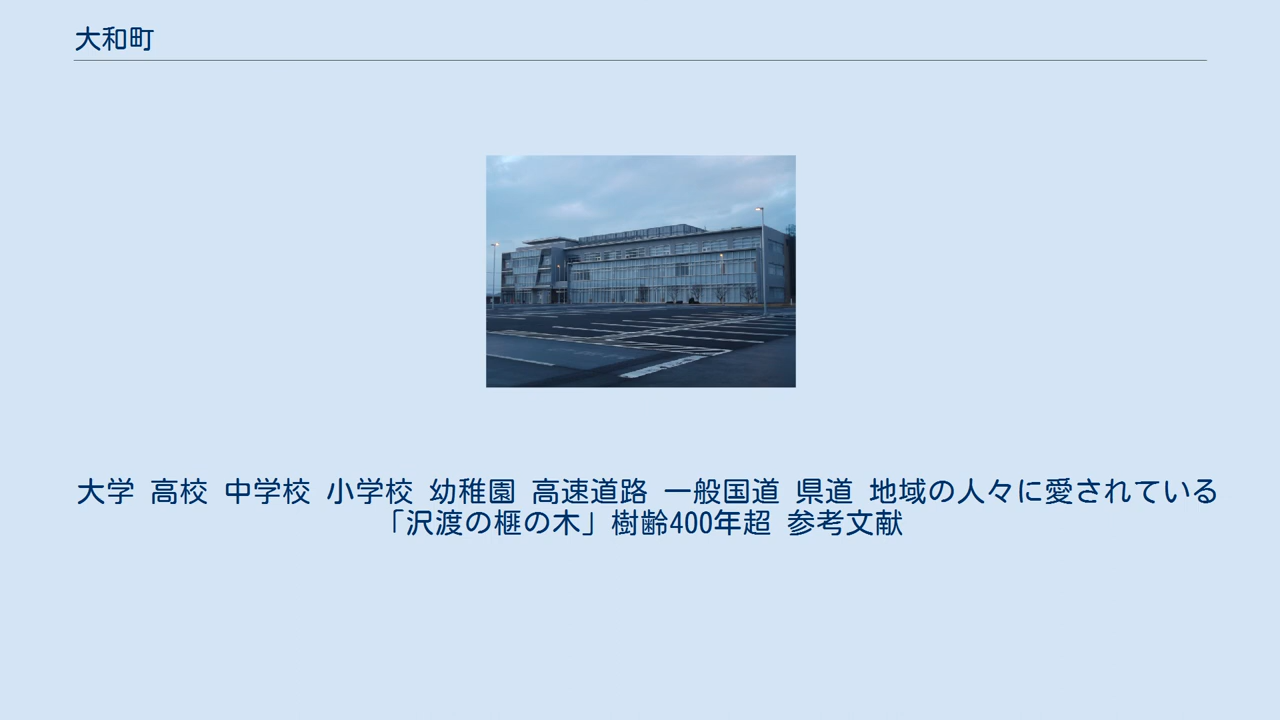 大和町
大学 高校 中学校 小学校 幼稚園 高速道路 一般国道 県道 地域の人々に愛されている
「沢渡の榧の木」樹齢400年超 参考文献